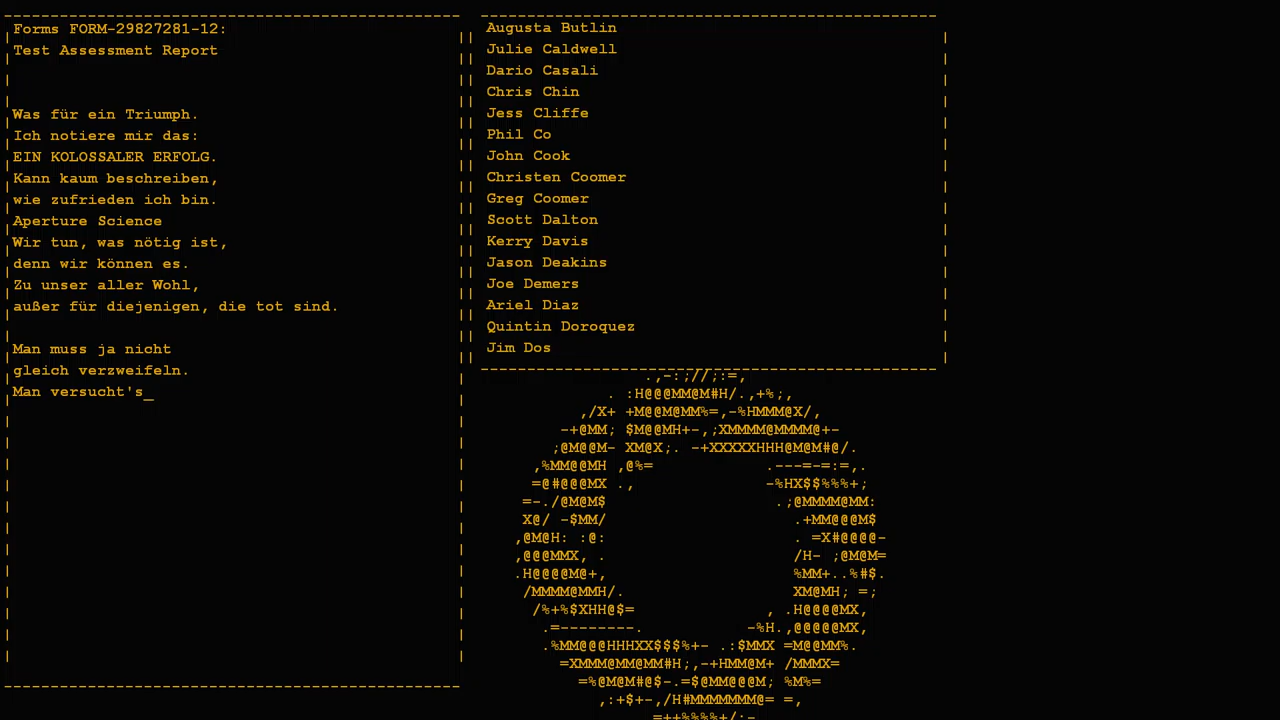 Forms FORM-29827281-12:
Test Assessment Report
Was für ein Triumph.
Ich notiere mir das:
EIN KOLOSSALER ERFOLG.
Kann kaum beschreiben,
wie zufrieden ich bin.
Aperture Science
Wir tun, was nötig ist,
denn wir können es.
Zu unser aller Wohl,
außer für diejenigen, die tot sind.
Man muss ja nicht
gleich verzweifeln.
Man versucht's_
Augusta Butlin
Julie Caldwell
Dario Casali
Chris Chin
Jess Cliffe
Phil Co
John Cook
Christen Coomer
Greg Coomer
Scott Dalton
Kerry Davis
Jason Deakins
Joe Demers
Ariel Diaz
Quintin Doroquez
Jim Dos